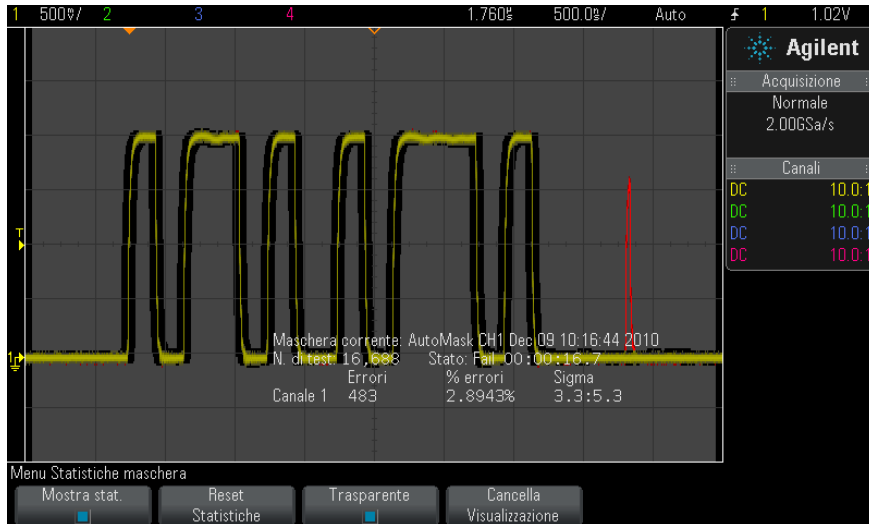 1 500♥/ 2 3 4 1.760s 500.0s/ Auto 1 1.02V
Agilent
Acquisizione
Normale
2.00GSa/s
Canali
DC 10.0:1
DC 10.0:1
DC 10.0:1
DC 10.0:1
T
1
Maschera corrente: AutoMask CH1 Dec 09 10:16:44 2010
N. di test: 16,688 Stato: Fail 00:00:16.7
Errori % errori Sigma
Canale 1 483 2.8943% 3.3:5.3
Menu Statistiche maschera
Mostra stat. Reset Statistiche Trasparente Cancella Visualizzazione